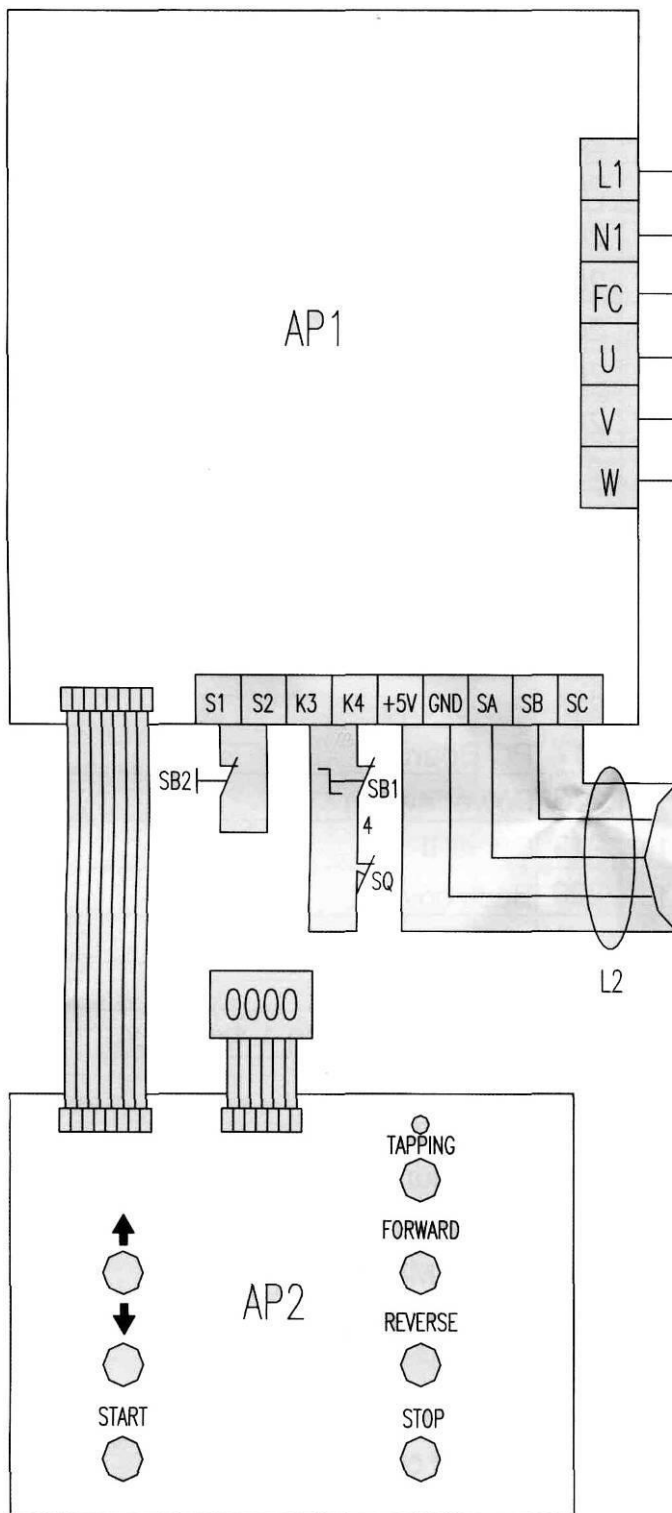 L1
N1
FC
AP1
U
V
W
S1 S2 K3 K4 +5V GND SA SB SC
SB2
SB1
4
SQ
L2
0000
TAPPING
FORWARD
AP2
REVERSE
START
STOP